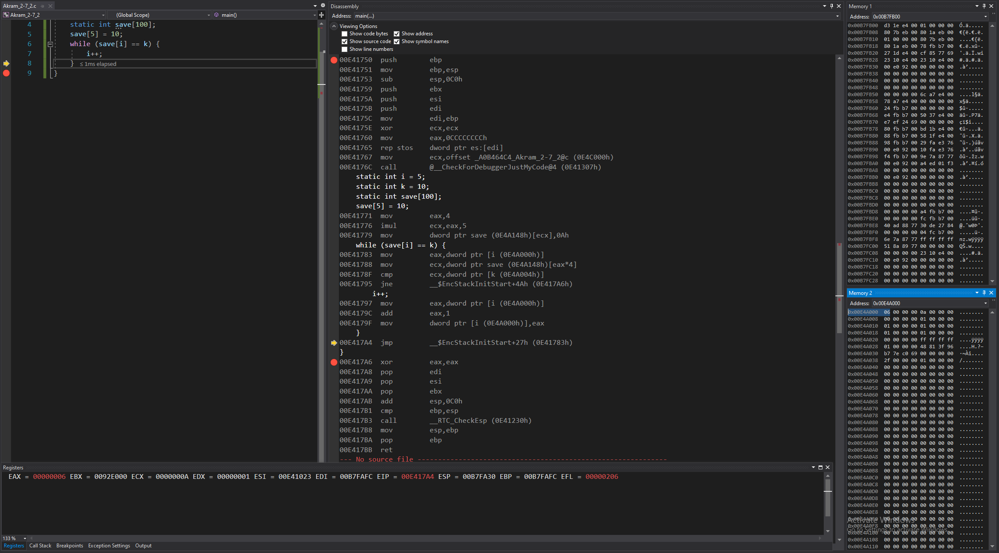 Akram_2-7_2.c
Akram_2-7_2 (Global Scope) main()
4 static int save[100];
5 save[5] = 10;
6 while (save[i] == k) {
7 i++;
8 } ≤ 1ms elapsed
9 }
Disassembly
Address: main(...)
Viewing Options
Show code bytes Show address
Show source code Show symbol names
Show line numbers
00E41750 push ebp
00E41751 mov ebp,esp
00E41753 sub esp,0C0h
00E41759 push ebx
00E4175A push esi
00E4175B push edi
00E4175C mov edi,ebp
00E4175E xor ecx,ecx
00E41760 mov eax,0CCCCCCCCh
00E41765 rep stos dword ptr es:[edi]
00E41767 mov ecx,offset _A0B464C4_Akram_2-7_2@c (0E4C000h)
00E4176C call @__CheckForDebuggerJustMyCode@4 (0E41307h)
static int i = 5;
static int k = 10;
static int save[100];
save[5] = 10;
00E41771 mov eax,4
00E41776 imul ecx,eax,5
00E41779 mov dword ptr save (0E4A148h)[ecx],0Ah
while (save[i] == k) {
00E41783 mov eax,dword ptr [i (0E4A000h)]
00E41788 mov ecx,dword ptr save (0E4A148h)[eax*4]
00E4178F cmp ecx,dword ptr [k (0E4A004h)]
00E41795 jne __$EncStackInitStart+4Ah (0E417A6h)
i++;
00E41797 mov eax,dword ptr [i (0E4A000h)]
00E4179C add eax,1
00E4179F mov dword ptr [i (0E4A000h)],eax
}
00E417A4 jmp __$EncStackInitStart+27h (0E41783h)
}
00E417A6 xor eax,eax
00E417A8 pop edi
00E417A9 pop esi
00E417AA pop ebx
00E417AB add esp,0C0h
00E417B1 cmp ebp,esp
00E417B3 call __RTC_CheckEsp (0E41230h)
00E417B8 mov esp,ebp
00E417BA pop ebp
00E417BB ret
--- No source file -------------------------------------------------------------
Memory 1
Address: 0x00B7FB00
0x00B7FB00 d3 1e e4 00 01 00 00 00 Ó.ä.....
0x00B7FB08 80 7b eb 00 80 1a eb 00 €{ë.€.ë.
0x00B7FB10 01 00 00 00 80 7b eb 00 ....€{ë.
0x00B7FB18 80 1a eb 00 78 fb b7 00 €.ë.xû·.
0x00B7FB20 27 1d e4 00 cf 85 77 69 '.ä.Ï.wi
0x00B7FB28 23 10 e4 00 23 10 e4 00 #.ä.#.ä.
0x00B7FB30 00 e0 92 00 00 00 00 00 .à’.....
0x00B7FB38 00 00 00 00 00 00 00 00 ........
0x00B7FB40 00 00 00 00 00 00 00 00 ........
0x00B7FB48 00 00 00 00 00 00 00 00 ........
0x00B7FB50 00 00 00 00 6c a7 e4 00 ....l§ä.
0x00B7FB58 78 a7 e4 00 00 00 00 00 x§ä.....
0x00B7FB60 24 fb b7 00 00 00 00 00 $û·.....
0x00B7FB68 e4 fb b7 00 50 37 e4 00 äû·.P7ä.
0x00B7FB70 e7 ef 24 69 00 00 00 00 çï$i....
0x00B7FB78 80 fb b7 00 bd 1b e4 00 €û·...ä.
0x00B7FB80 88 fb b7 00 58 1f e4 00 ˆû·.X.ä.
0x00B7FB88 98 fb b7 00 29 fa e3 76 ˜û·.)úãv
0x00B7FB90 00 e0 92 00 10 fa e3 76 .à’..úãv
0x00B7FB98 f4 fb b7 00 9e 7a 87 77 ôû·.žz.w
0x00B7FBA0 00 e0 92 00 a4 ed 01 f3 .à’.¤í.ó
0x00B7FBA8 00 00 00 00 00 00 00 00 ........
0x00B7FBB0 00 e0 92 00 00 00 00 00 .à’.....
0x00B7FBB8 00 00 00 00 00 00 00 00 ........
0x00B7FBC0 00 00 00 00 00 00 00 00 ........
0x00B7FBC8 00 00 00 00 00 00 00 00 ........
0x00B7FBD0 00 00 00 00 00 00 00 00 ........
0x00B7FBD8 00 00 00 00 a4 fb b7 00 ....¤û·.
0x00B7FBE0 00 00 00 00 fc fb b7 00 ....üû·.
0x00B7FBE8 40 ad 88 77 30 de 27 84 @.ˆw0Þ'.
0x00B7FBF0 00 00 00 00 04 fc b7 00 .....ü·.
0x00B7FBF8 6e 7a 87 77 ff ff ff ff nz.wÿÿÿÿ
0x00B7FC00 51 8a 89 77 00 00 00 00 QŠ.w....
0x00B7FC08 00 00 00 00 23 10 e4 00 ....#.ä.
0x00B7FC10 00 e0 92 00 00 00 00 00 .à’.....
0x00B7FC18 00 00 00 00 00 00 00 00 ........
0x00B7FC20 00 00 00 00 00 00 00 00 ........
0x00B7FC28 00 00 00 00 00 00 00 00 ........
Memory 2
Address: 0x00E4A000
0x00E4A000 06 00 00 00 0a 00 00 00 ........
0x00E4A008 00 00 00 00 01 00 00 00 ........
0x00E4A010 01 00 00 00 01 00 00 00 ........
0x00E4A018 01 00 00 00 01 00 00 00 ........
0x00E4A020 00 00 00 00 ff ff ff ff ....ÿÿÿÿ
0x00E4A028 01 00 00 00 48 81 3f 96 ....H.?–
0x00E4A030 b7 7e c0 69 00 00 00 00 ·~Ài....
0x00E4A038 2f 00 00 00 01 00 00 00 /.......
0x00E4A040 00 00 00 00 00 00 00 00 ........
0x00E4A048 00 00 00 00 00 00 00 00 ........
0x00E4A050 00 00 00 00 00 00 00 00 ........
0x00E4A058 00 00 00 00 00 00 00 00 ........
0x00E4A060 00 00 00 00 00 00 00 00 ........
0x00E4A068 00 00 00 00 00 00 00 00 ........
0x00E4A070 00 00 00 00 00 00 00 00 ........
0x00E4A078 00 00 00 00 00 00 00 00 ........
0x00E4A080 00 00 00 00 00 00 00 00 ........
0x00E4A088 00 00 00 00 00 00 00 00 ........
0x00E4A090 00 00 00 00 00 00 00 00 ........
0x00E4A098 00 00 00 00 00 00 00 00 ........
0x00E4A0A0 00 00 00 00 00 00 00 00 ........
0x00E4A0A8 00 00 00 00 00 00 00 00 ........
0x00E4A0B0 00 00 00 00 00 00 00 00 ........
0x00E4A0B8 00 00 00 00 00 00 00 00 ........
0x00E4A0C0 00 00 00 00 00 00 00 00 ........
0x00E4A0C8 00 00 00 00 00 00 00 00 ........
0x00E4A0D0 00 00 00 00 00 00 00 00 ........
0x00E4A0D8 00 00 00 00 00 00 00 00 ........
0x00E4A0E0 00 00 00 00 00 00 00 00 ........
0x00E4A0E8 00 00 00 00 00 00 00 00 ........
0x00E4A0F0 00 00 00 00 00 00 00 00 ........
0x00E4A0F8 00 00 00 00 00 00 00 00 ........
0x00E4A100 00 00 00 00 00 00 00 00 ........
0x00E4A108 00 00 00 00 00 00 00 00 ........
0x00E4A110 00 00 00 00 00 00 00 00 ........
Activate Windows
Go to Settings to activate Windows.
Registers
EAX = 00000006 EBX = 0092E000 ECX = 0000000A EDX = 00000001 ESI = 00E41023 EDI = 00B7FAFC EIP = 00E417A4 ESP = 00B7FA30 EBP = 00B7FAFC EFL = 00000206
133 %
Registers Call Stack Breakpoints Exception Settings Output